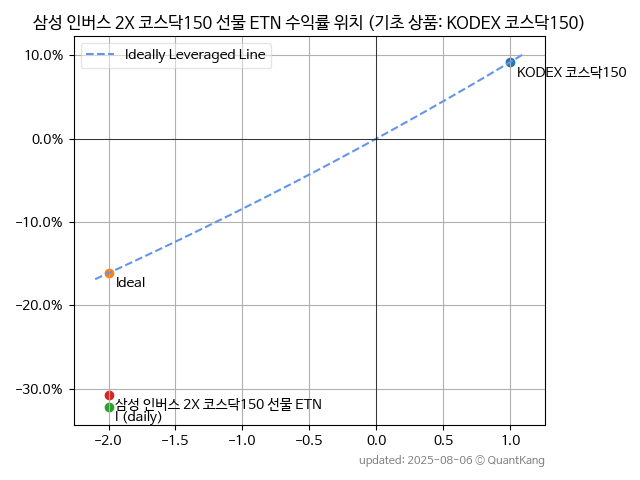 삼성 인버스 2X 코스닥150 선물 ETN 수익률 위치 (기초 상품: KODEX 코스닥150)
10.0%
Ideally Leveraged Line
KODEX 코스닥150
0.0%
-10.0%
Ideal
-20.0%
-30.0%
삼성 인버스 2X 코스닥150 선물 ETN
(daily)
-2.0 -1.5 -1.0 -0.5 0.0 0.5 1.0
updated: 2025-08-06 © QuantKang